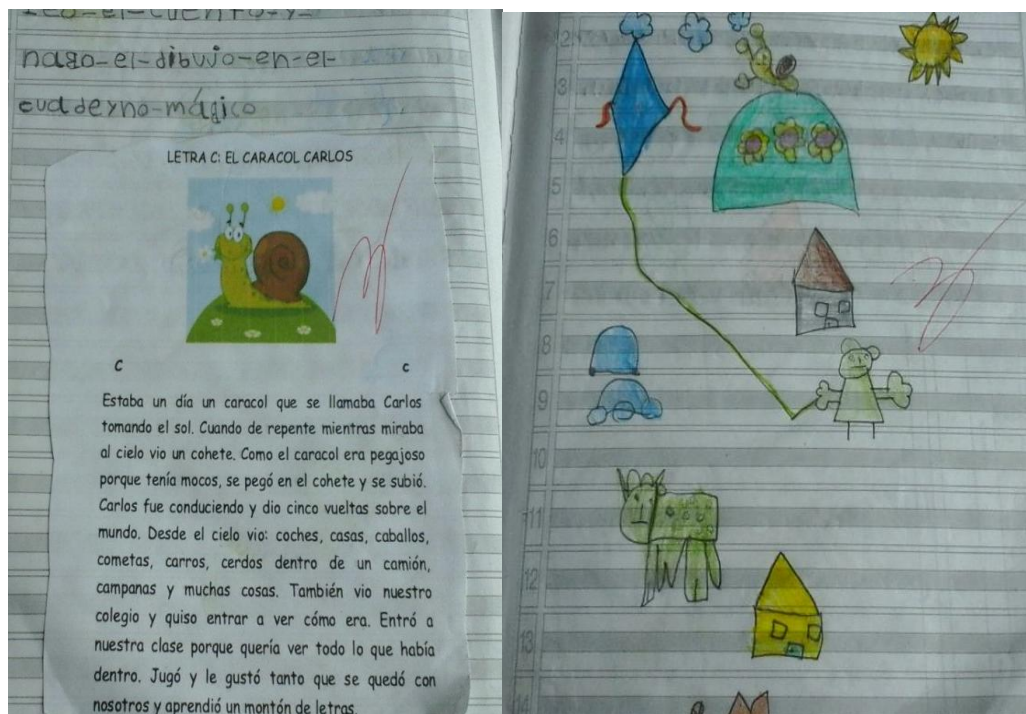 Leo-el-cuento-y-
hago-el-dibujo-en-el-
cuaderno-mágico
LETRA C: EL CARACOL CARLOS
C c
Estaba un día un caracol que se llamaba Carlos
tomando el sol. Cuando de repente mientras miraba
al cielo vio un cohete. Como el caracol era pegajoso
porque tenía mocos, se pegó en el cohete y se subió.
Carlos fue conduciendo y dio cinco vueltas sobre el
mundo. Desde el cielo vio: coches, casas, caballos,
cometas, carros, cerdos dentro de un camión,
campanas y muchas cosas. También vio nuestro
colegio y quiso entrar a ver cómo era. Entró a
nuestra clase porque quería ver todo lo que había
dentro. Jugó y le gustó tanto que se quedó con
nosotros y aprendió un montón de letras.
2
3
4
5
6
7
8
9
10
11
12
13
14